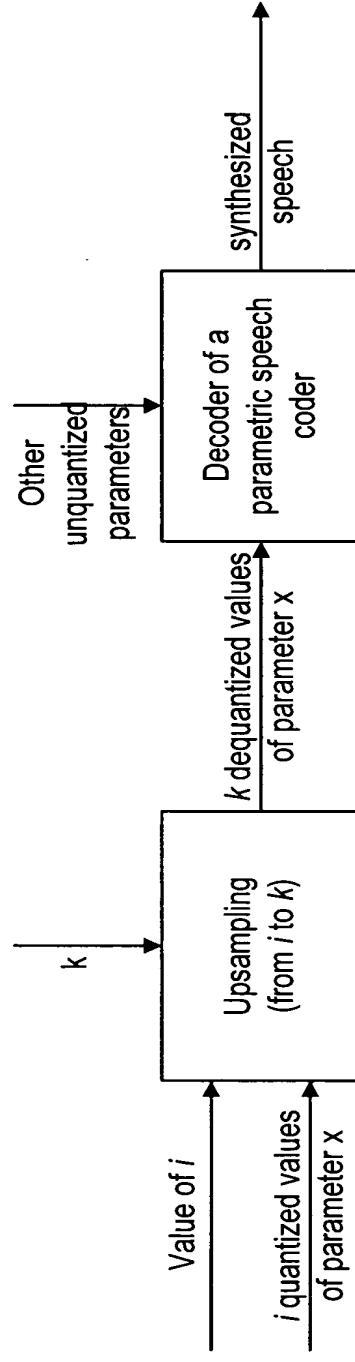 Value of i
i quantized values
of parameter x
k
Upsampling
(from i to k)
k dequantized values
of parameter x
Other
unquantized
parameters
Decoder of a
parametric speech
coder
synthesized
speech